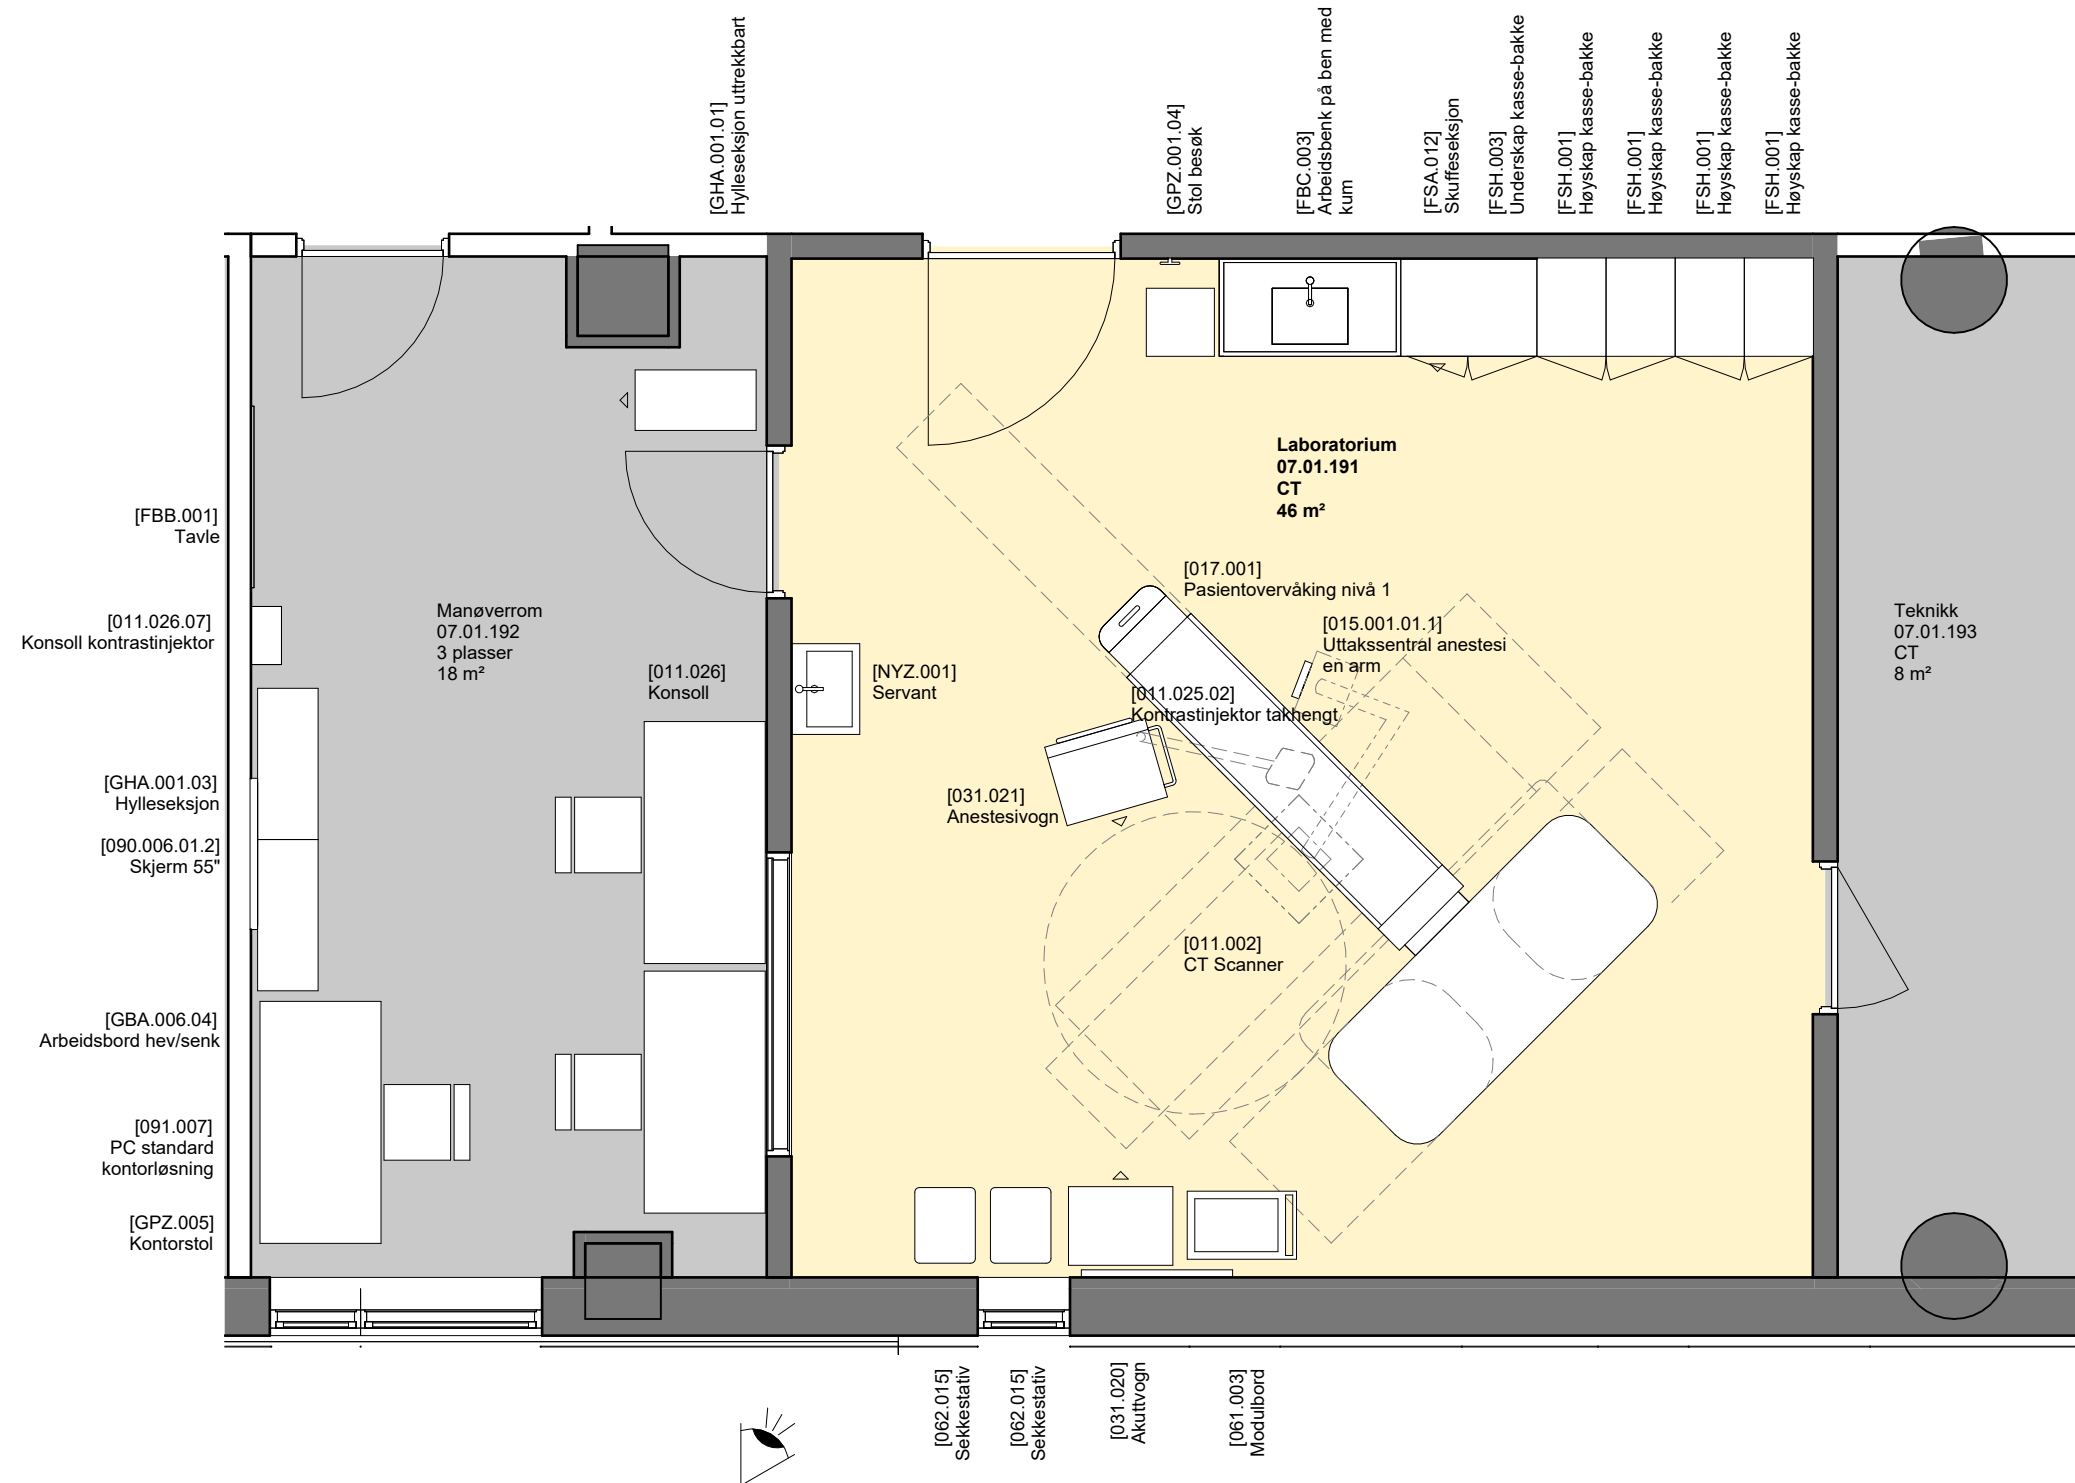 [GHA.001.01]
Hylleseksjon uttrekkbart
[GPZ.001.04]
Stol besøk
[FBC.003]
Arbeidsbenk på ben med
kum
[FSA.012]
Skuffeseksjon
[FSH.003]
Underskap kasse-bakke
[FSH.001]
Høyskap kasse-bakke
[FSH.001]
Høyskap kasse-bakke
[FSH.001]
Høyskap kasse-bakke
[FSH.001]
Høyskap kasse-bakke
[FBB.001]
Tavle
[011.026.07]
Konsoll kontrastinjektor
[GHA.001.03]
Hylleseksjon
[090.006.01.2]
Skjerm 55"
[GBA.006.04]
Arbeidsbord hev/senk
[091.007]
PC standard
kontorløsning
[GPZ.005]
Kontorstol
Manøverrom
07.01.192
3 plasser
18 m²
[011.026]
Konsoll
Laboratorium
07.01.191
CT
46 m²
[017.001]
Pasientovervåking nivå 1
[015.001.01.1]
Uttakssentral anestesi
en arm
[NYZ.001]
Servant
[011.025.02]
Kontrastinjektor takhengt
[031.021]
Anestesivogn
[011.002]
CT Scanner
Teknikk
07.01.193
CT
8 m²
[062.015]
Sekkestativ
[062.015]
Sekkestativ
[031.020]
Akuttvogn
[061.003]
Modulbord